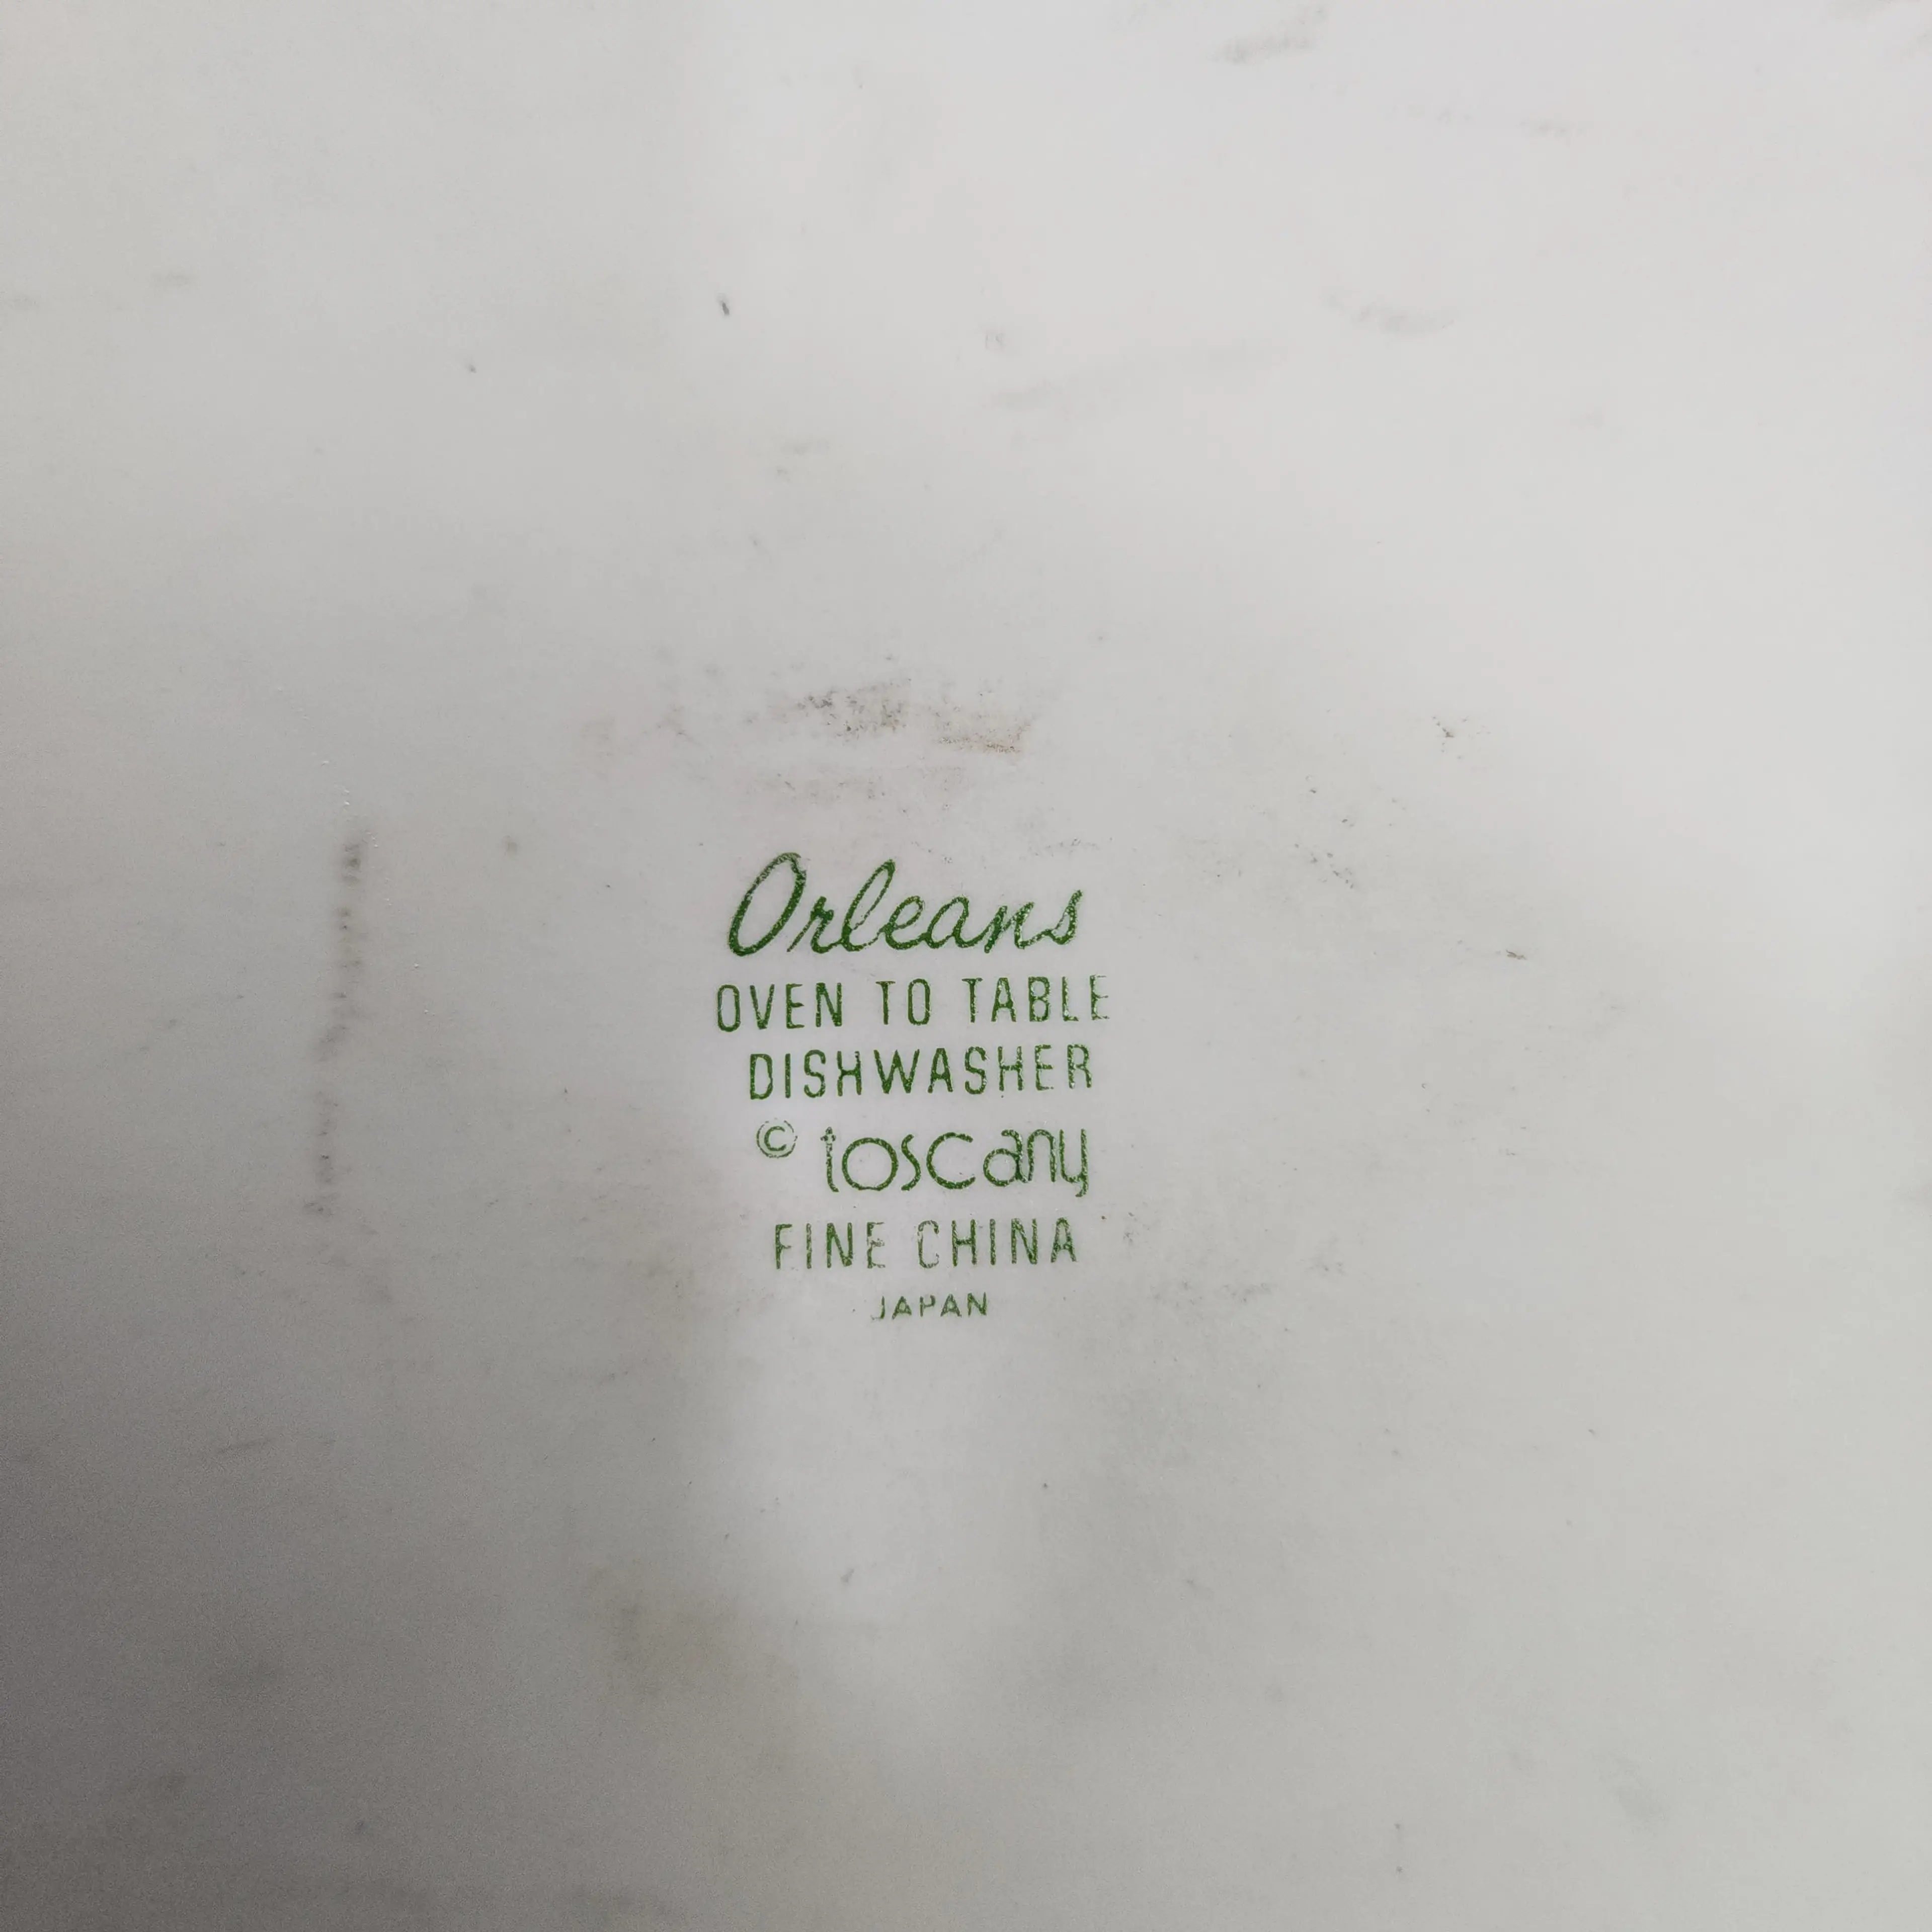 Orleans
OVEN TO TABLE
DISHWASHER
© toscany
FINE CHINA
JAPAN